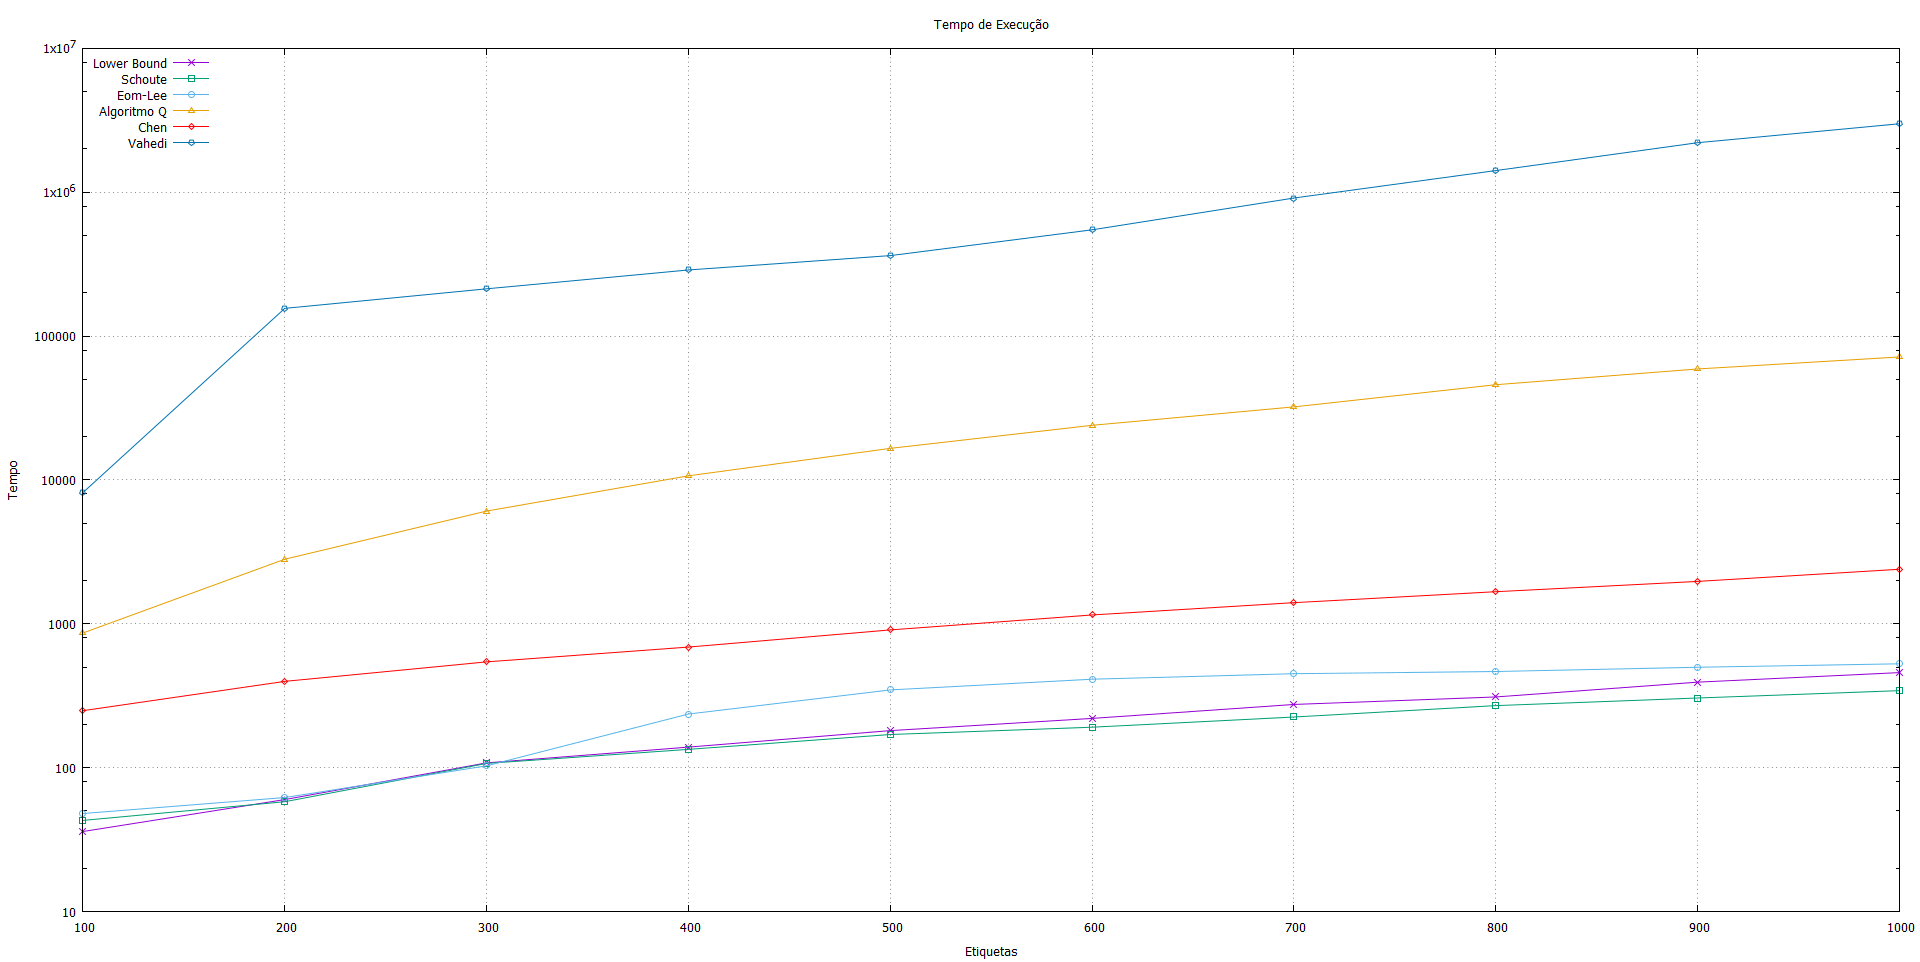 Tempo de Execução
1x10^7
1x10^6
100000
10000
1000
100
10
Tempo
Lower Bound
Schoute
Eom-Lee
Algoritmo Q
Chen
Vahedi
100 200 300 400 500 600 700 800 900 1000
Etiquetas